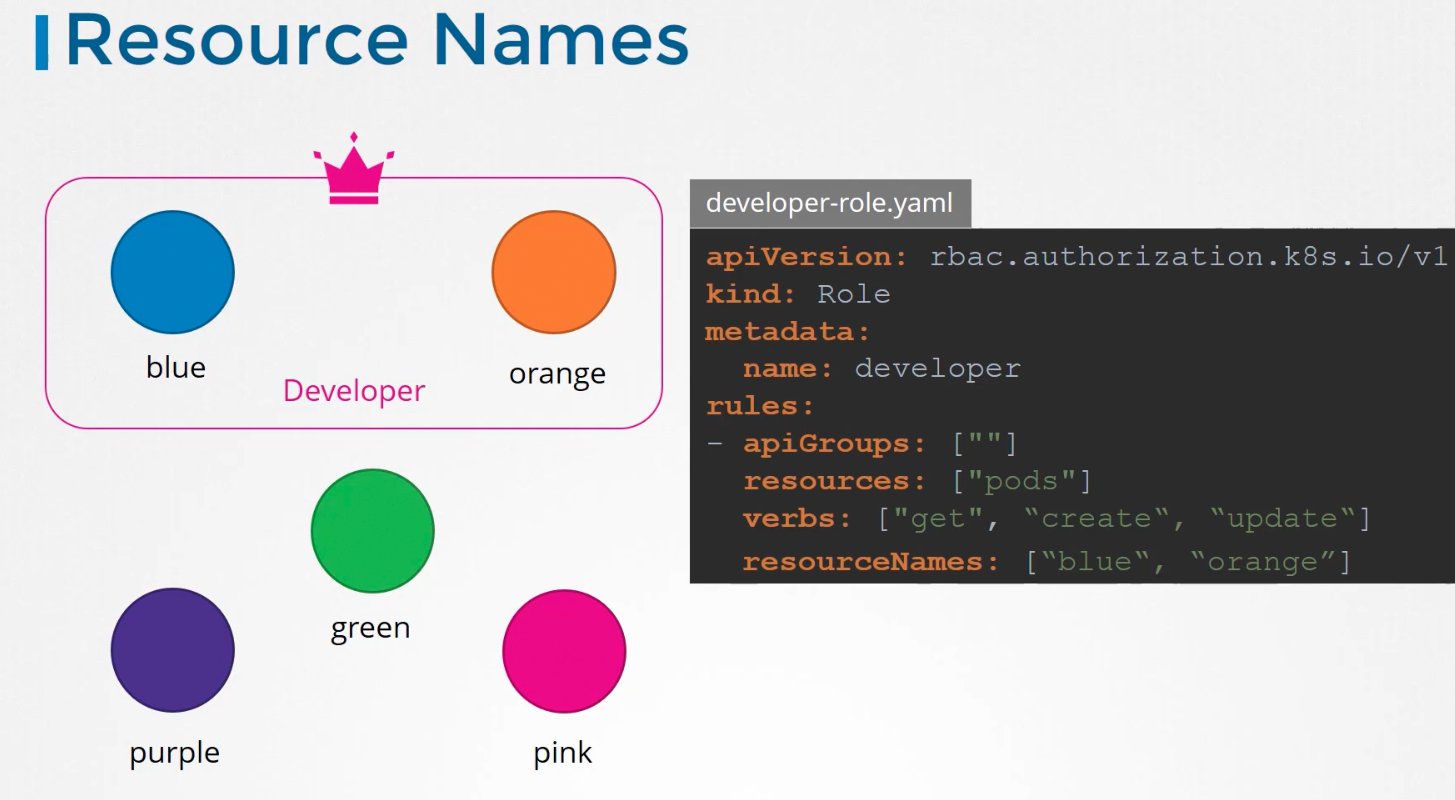 Resource Names
blue
orange
Developer
green
purple
pink
developer-role.yaml
apiVersion: rbac.authorization.k8s.io/v1
kind: Role
metadata:
  name: developer
rules:
- apiGroups: [""]
  resources: ["pods"]
  verbs: ["get", “create“, “update“]
  resourceNames: [“blue“, “orange”]